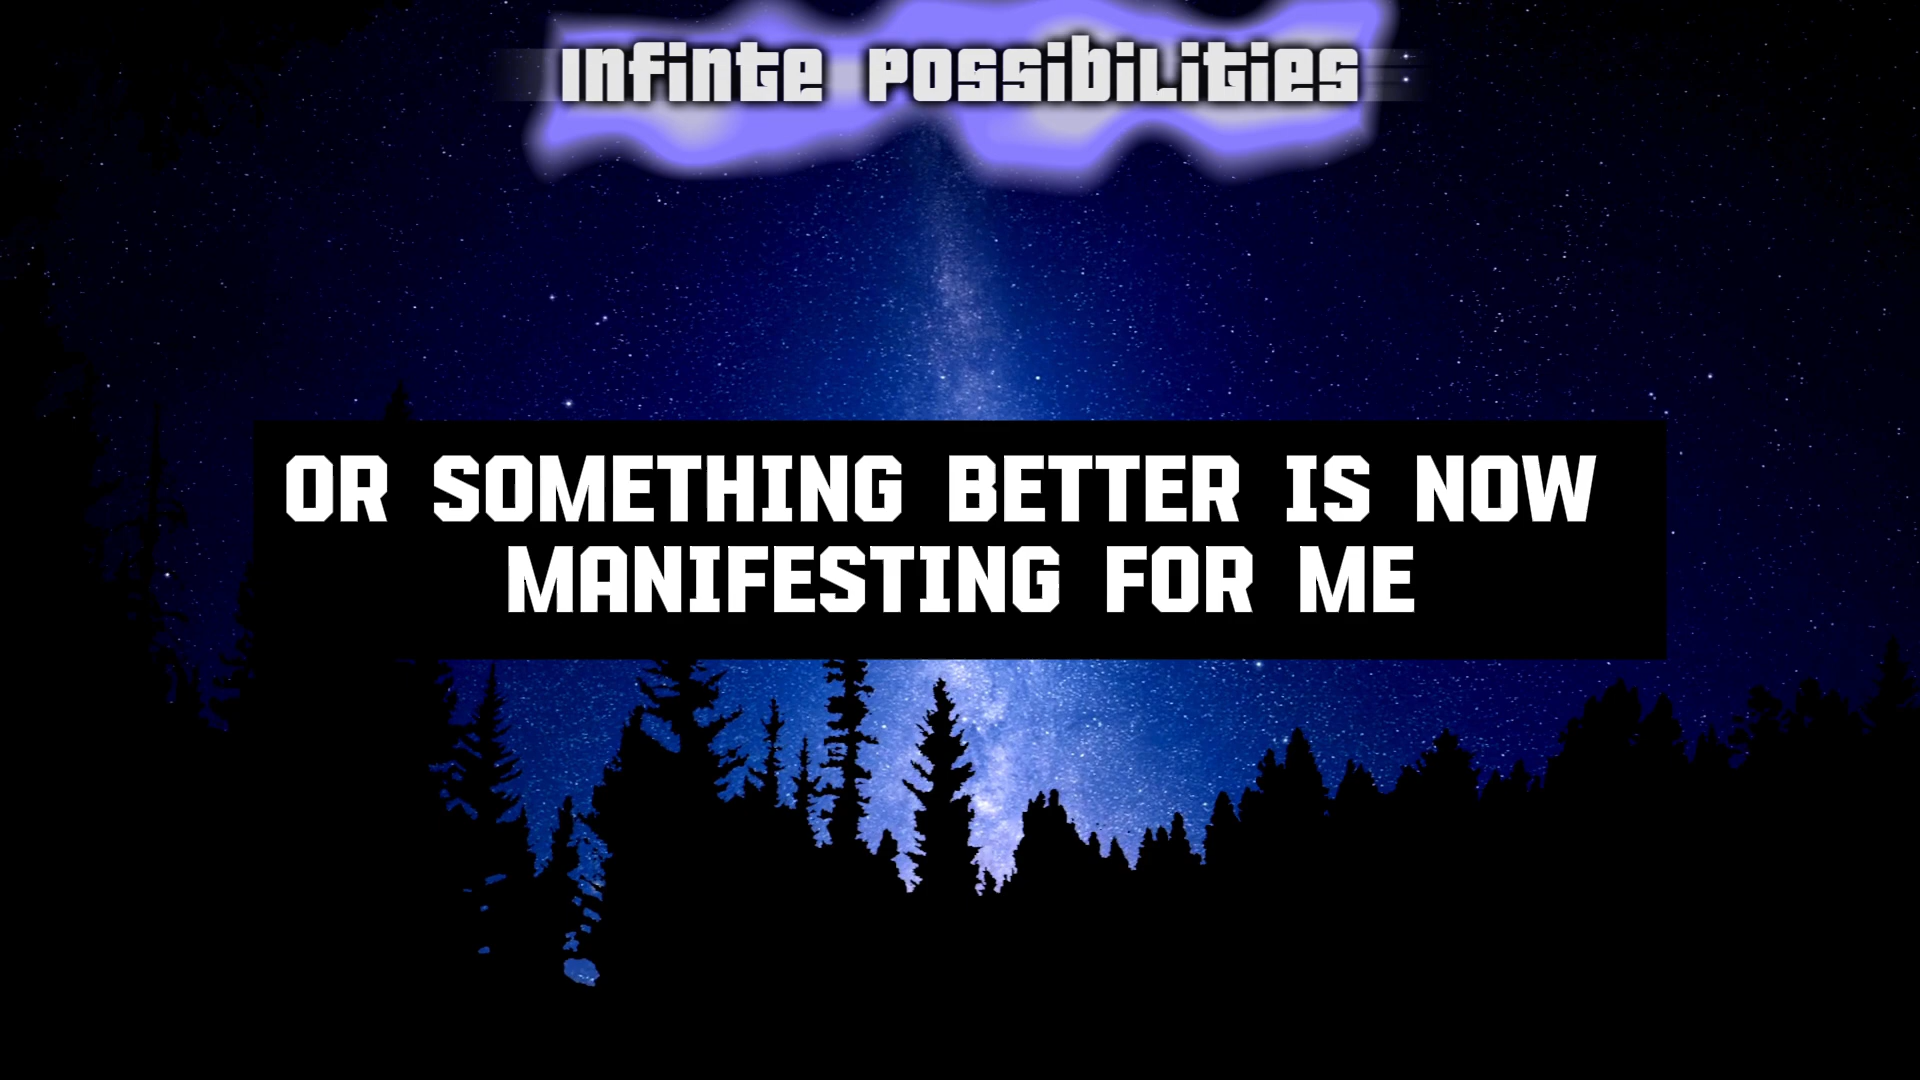 Infinte possibilities
OR SOMETHING BETTER IS NOW
MANIFESTING FOR ME